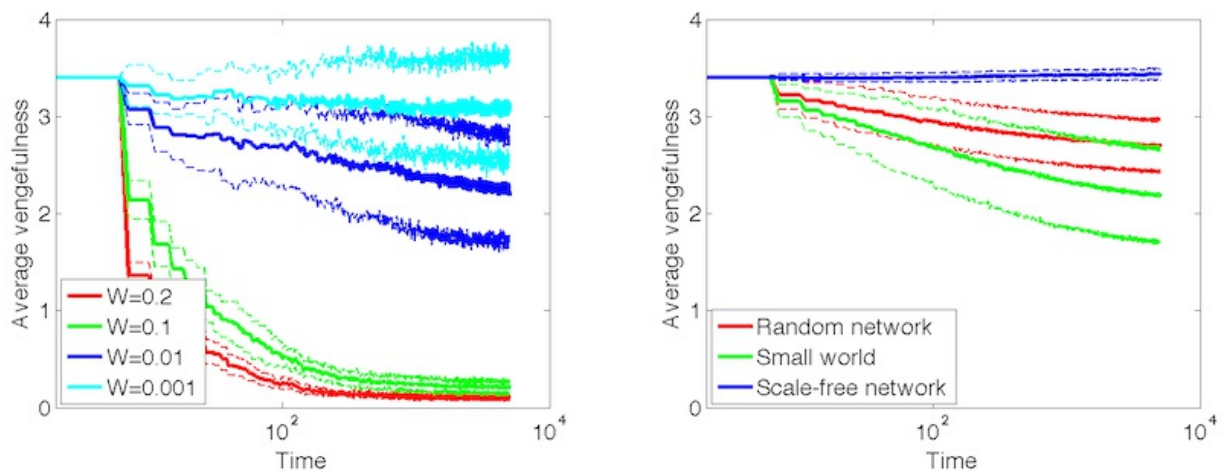 4
3
2
1
0
Average vengefulness
W=0.2
W=0.1
W=0.01
W=0.001
10^2
10^4
Time
4
3
2
1
0
Average vengefulness
Random network
Small world
Scale-free network
10^2
10^4
Time